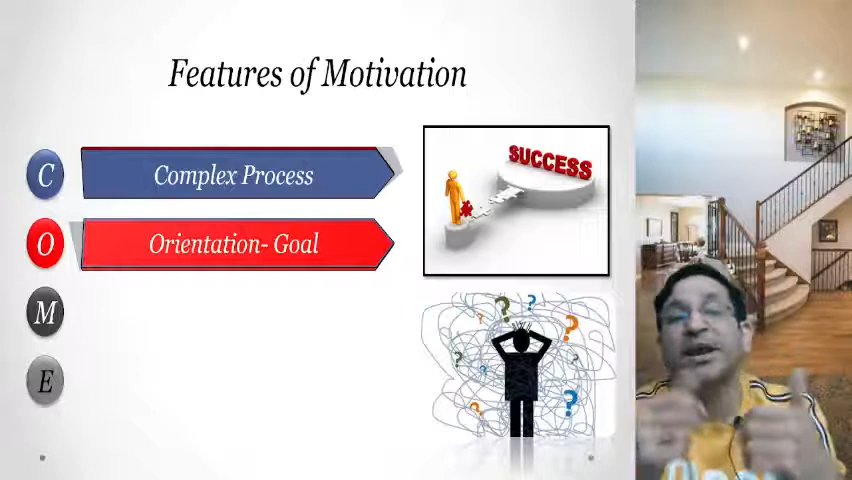 Features of Motivation
C Complex Process
SUCCESS
O Orientation- Goal
M
E